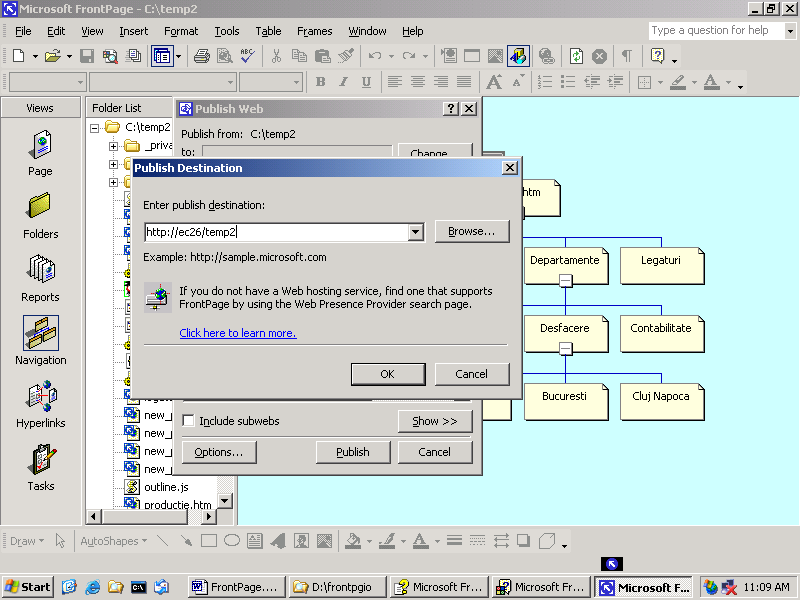 Microsoft FrontPage - C:\temp2
File Edit View Insert Format Tools Table Frames Window Help
Type a question for help
B I U
Views
Folder List
Page
Folders
Reports
Navigation
Hyperlinks
Tasks
C:\temp2
_priva
new_
new_
new_
new_
outline.js
productie.htm
Publish Web
Publish from: C:\temp2
to:
Change
Publish Destination
Enter publish destination:
http://ec26/temp2
Browse...
Example: http://sample.microsoft.com
If you do not have a Web hosting service, find one that supports
FrontPage by using the Web Presence Provider search page.
Click here to learn more.
OK
Cancel
Include subwebs
Show >>
Options...
Publish
Cancel
htm
Departamente
Legaturi
Desfacere
Contabilitate
Bucuresti
Cluj Napoca
Draw
AutoShapes
Start
FrontPage....
D:\frontpgio
Microsoft Fr...
Microsoft Fr...
Microsoft F...
11:09 AM